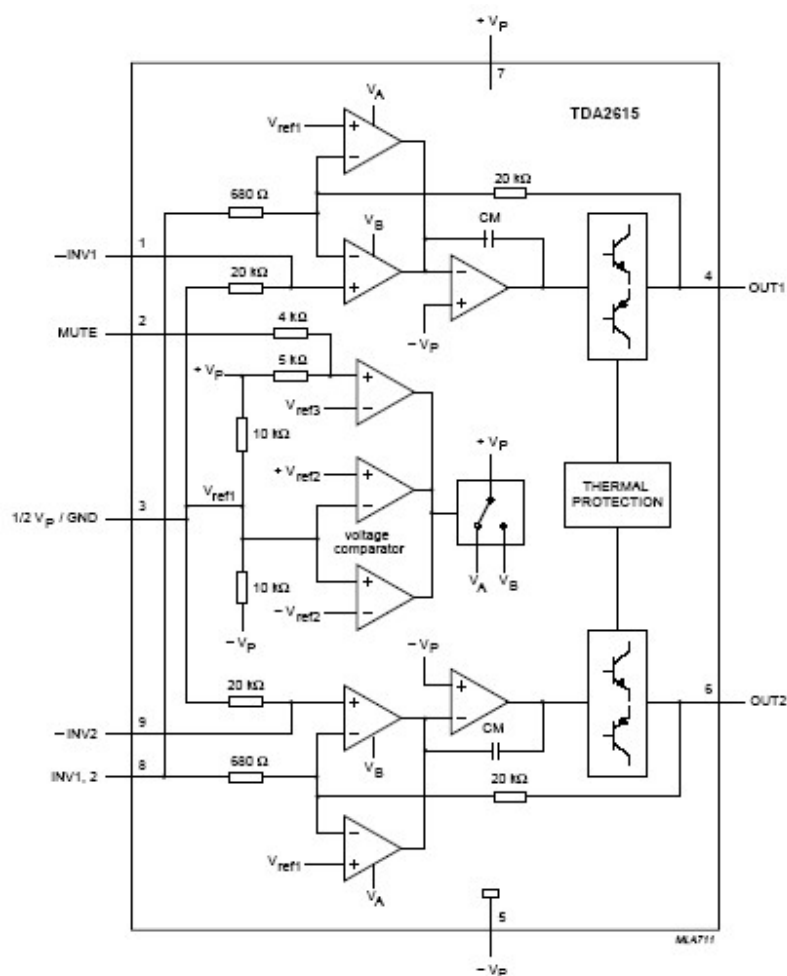 + VP
7
TDA2615
VA
Vref1
+
−
20 kΩ
680 Ω
VB
CM
−
+
−
+
1
−INV1
20 kΩ
4
OUT1
− VP
2
MUTE
4 kΩ
+ VP
5 kΩ
+
Vref3
−
10 kΩ
+ VP
+ Vref2
+
−
THERMAL
PROTECTION
Vref1
3
1/2 VP / GND
voltage
comparator
VA
VB
10 kΩ
+
− Vref2
−
− VP
− VP
20 kΩ
+
−
6
OUT2
+
−
9
−INV2
VB
CM
8
INV1, 2
680 Ω
20 kΩ
−
Vref1
+
VA
5
MLA711
− VP